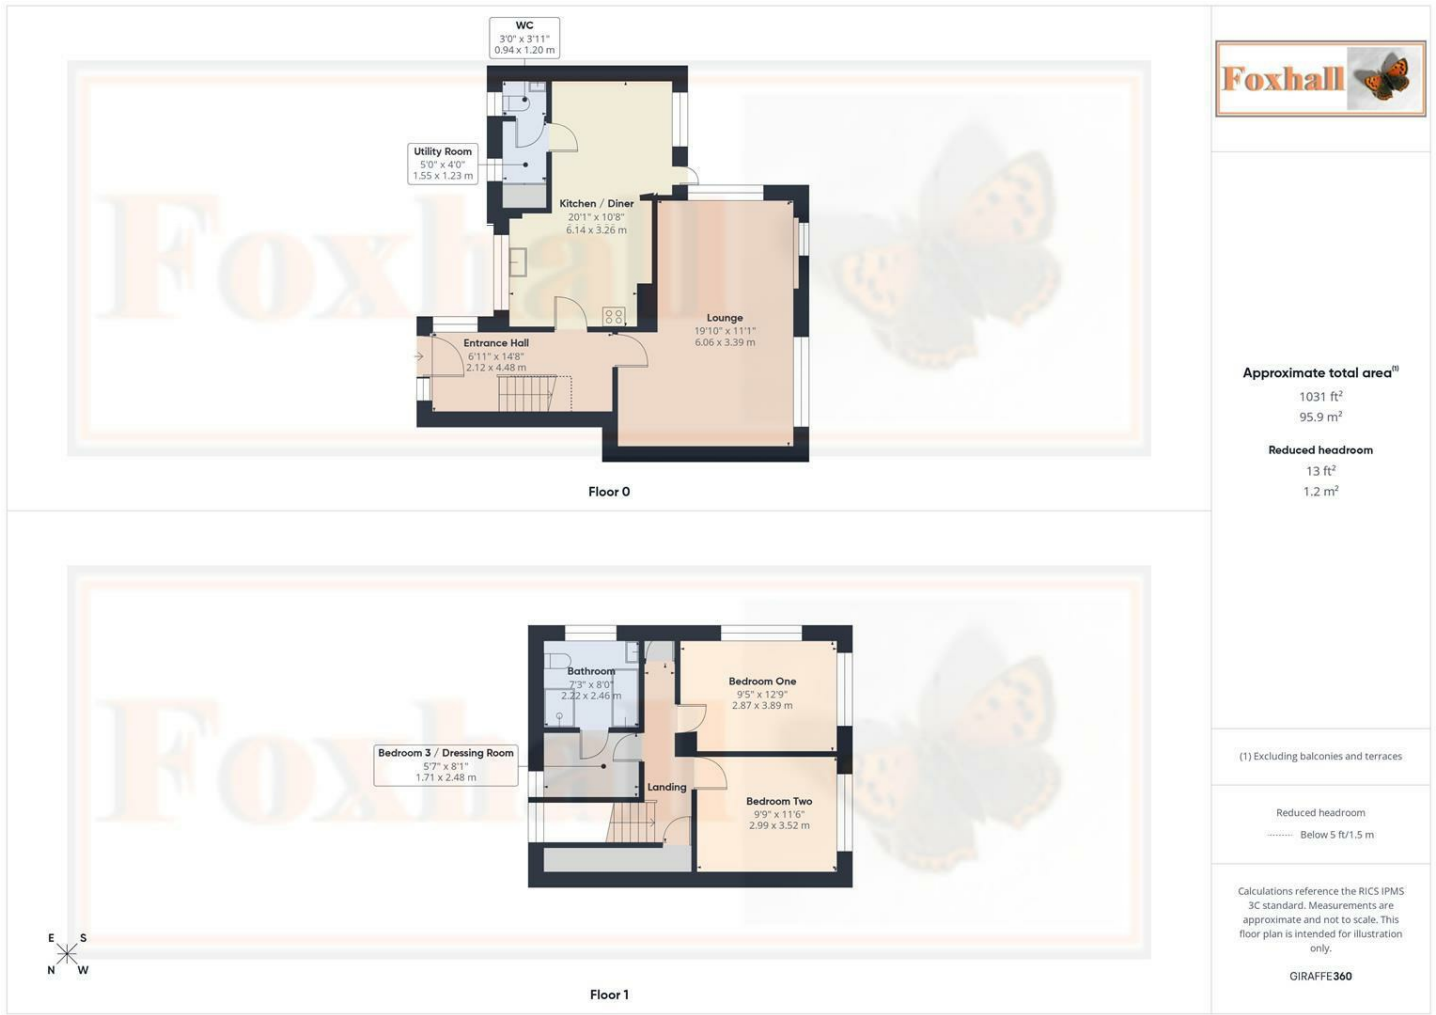 WC
3'0" x 3'11"
0.94 x 1.20 m
Utility Room
5'0" x 4'0"
1.55 x 1.23 m
Kitchen / Diner
20'1" x 10'8"
6.14 x 3.26 m
Lounge
19'10" x 11'1"
6.06 x 3.39 m
Entrance Hall
6'11" x 14'8"
2.12 x 4.48 m
Foxhall
Floor 0
Bathroom
7'3" x 8'0"
2.22 x 2.46 m
Bedroom One
9'5" x 12'9"
2.87 x 3.89 m
Bedroom 3 / Dressing Room
5'7" x 8'1"
1.71 x 2.48 m
Landing
Bedroom Two
9'9" x 11'6"
2.99 x 3.52 m
Foxhall
E S
N W
Floor 1
Foxhall
Approximate total area(1)
1031 ft²
95.9 m²
Reduced headroom
13 ft²
1.2 m²
(1) Excluding balconies and terraces
Reduced headroom
Below 5 ft/1.5 m
Calculations reference the RICS IPMS
3C standard. Measurements are
approximate and not to scale. This
floor plan is intended for illustration
only.
GIRAFFE360